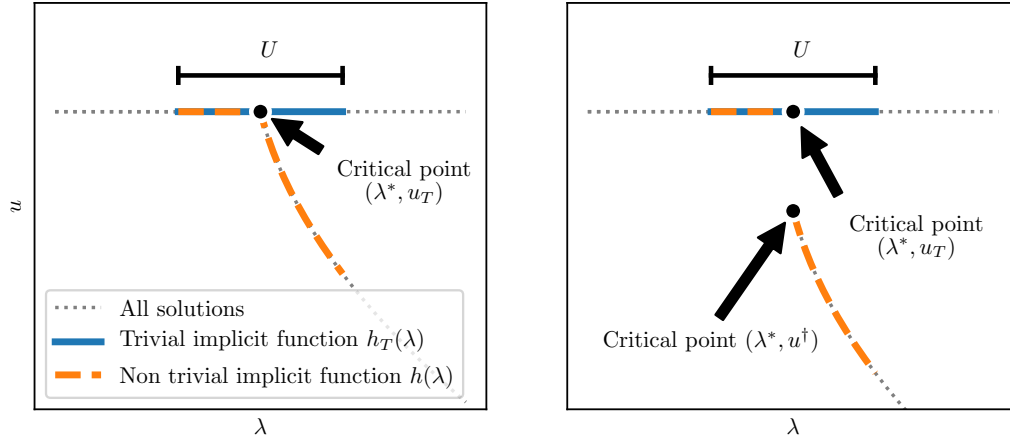 U
Critical point
(λ*, u_T)
u
All solutions
Trivial implicit function h_T(λ)
Non trivial implicit function h(λ)
λ
U
Critical point
(λ*, u_T)
Critical point (λ*, u†)
λ